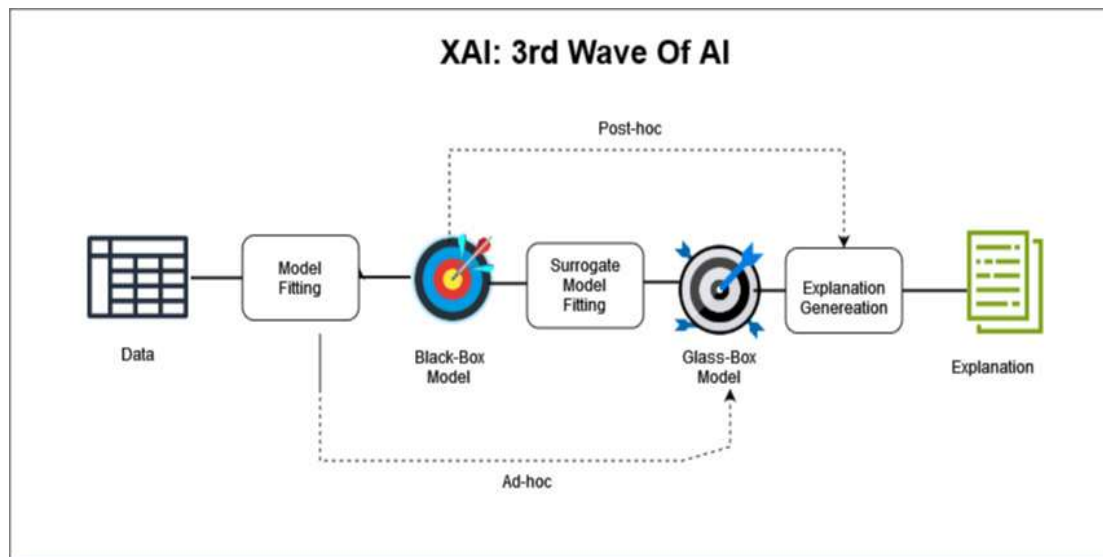 XAI: 3rd Wave Of AI
Post-hoc
Model
Fitting
Surrogate
Model
Fitting
Explanation
Genereation
Data
Black-Box
Model
Glass-Box
Model
Explanation
Ad-hoc